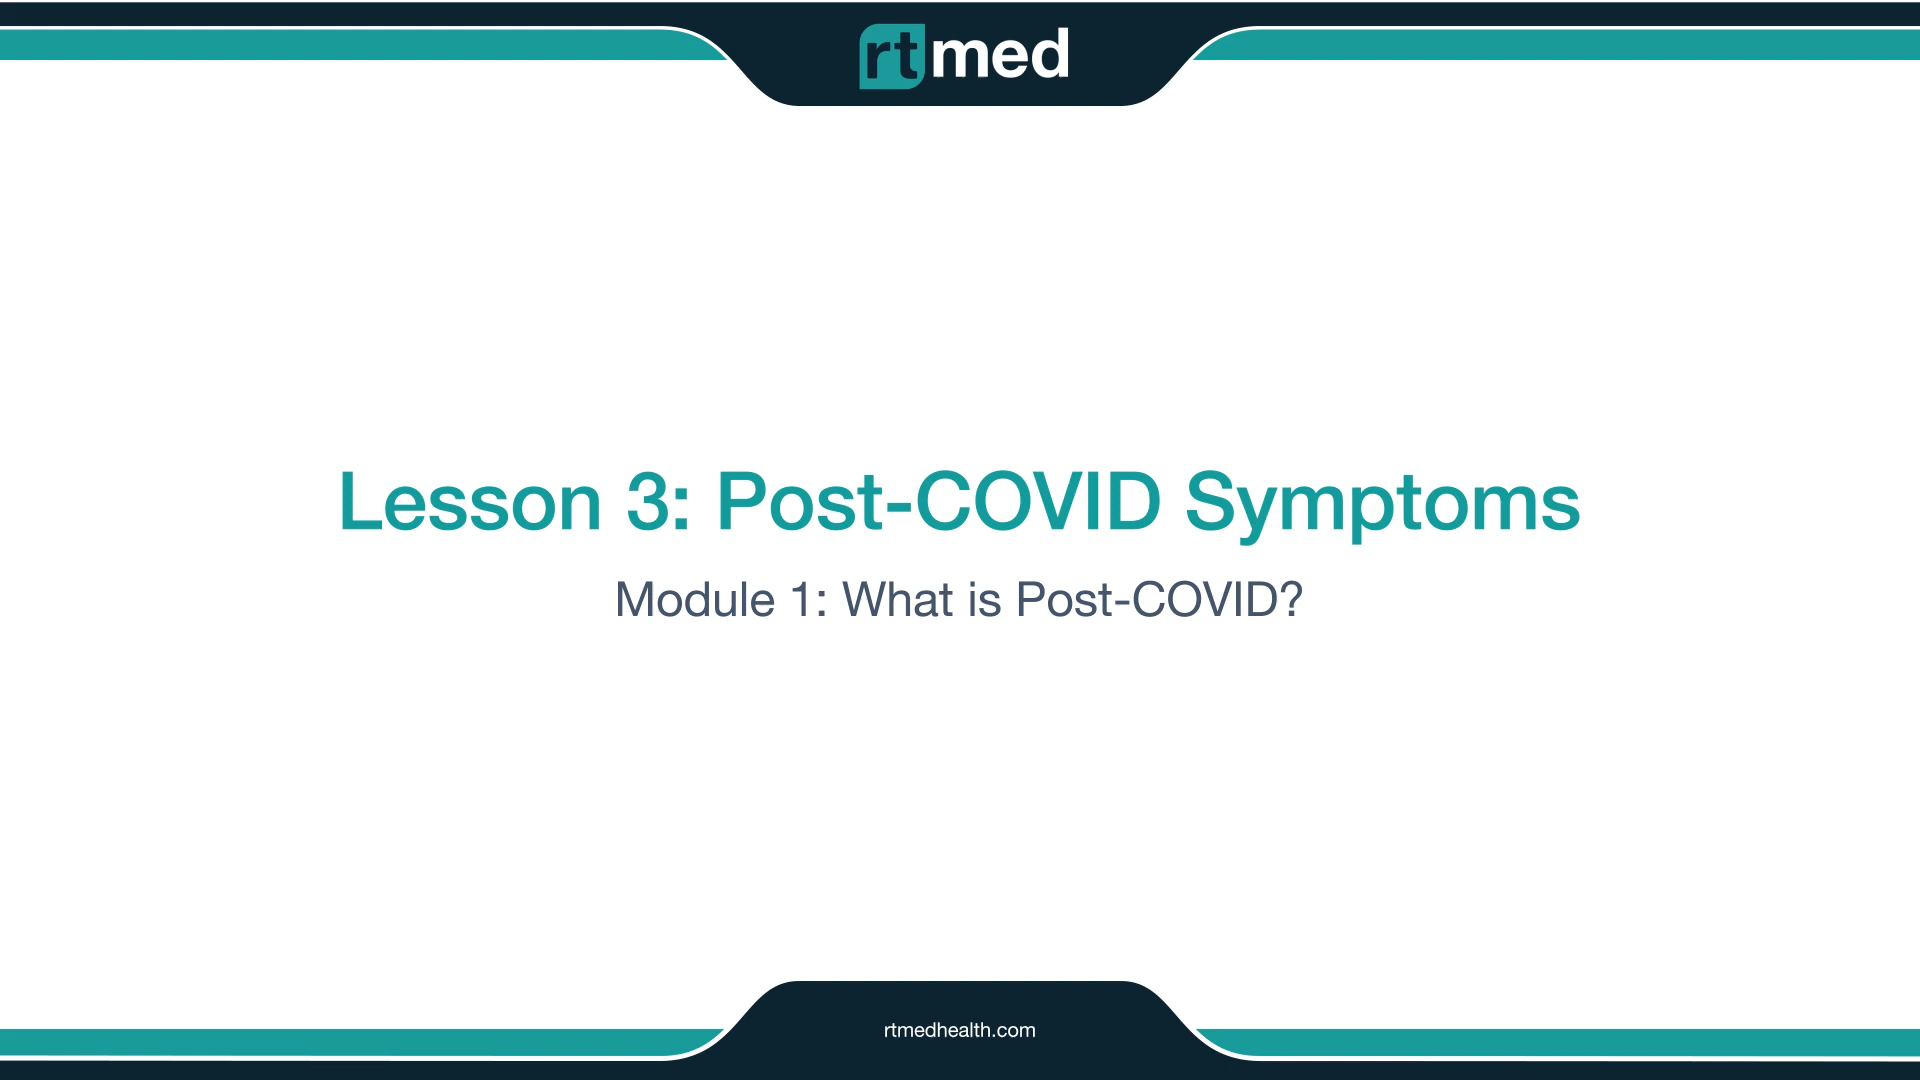 rtmed
Lesson 3: Post-COVID Symptoms
Module 1: What is Post-COVID?
rtmedhealth.com